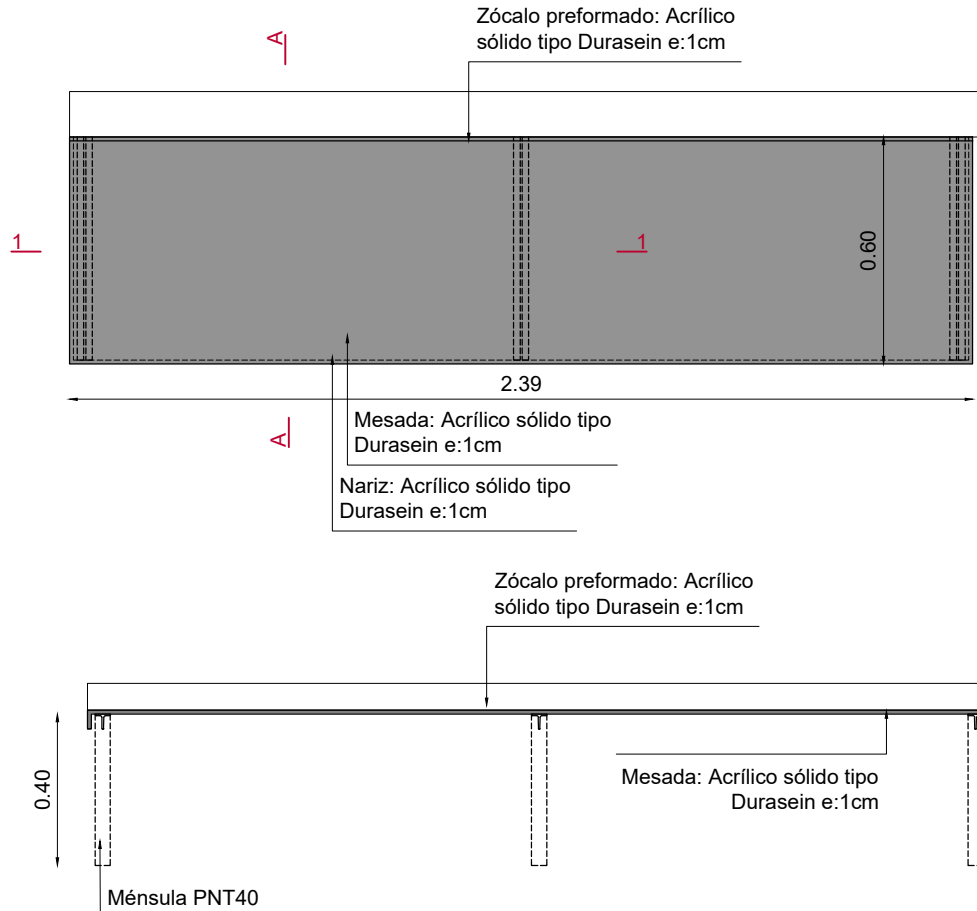 Zócalo preformado: Acrílico
sólido tipo Durasein e:1cm
A
1
1
0.60
2.39
A
Mesada: Acrílico sólido tipo
Durasein e:1cm
Nariz: Acrílico sólido tipo
Durasein e:1cm
Zócalo preformado: Acrílico
sólido tipo Durasein e:1cm
0.40
Mesada: Acrílico sólido tipo
Durasein e:1cm
Ménsula PNT40